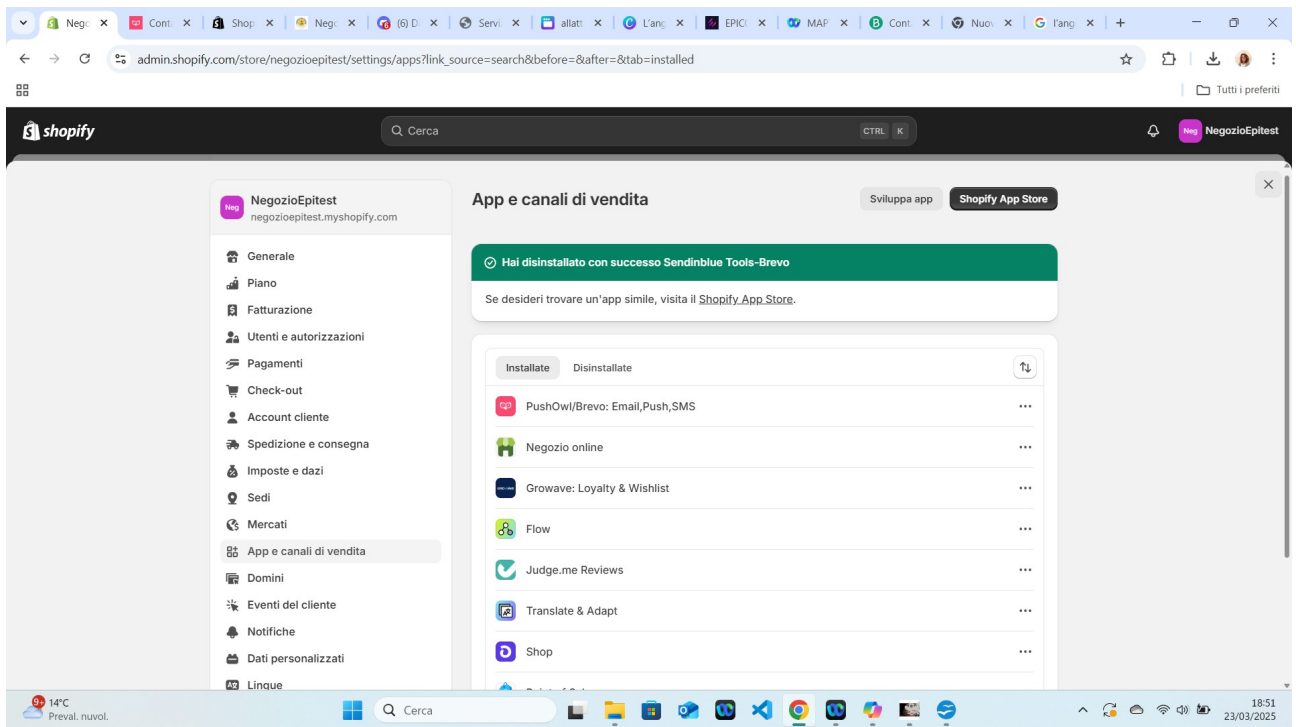 Nego
Cont
Shop
Nego
(6) D
Servi
allatt
L'ang
EPIC
MAP
Cont
Nuov
l'ang
admin.shopify.com/store/negozioepitest/settings/apps?link_source=search&before=&after=&tab=installed
Tutti i preferiti
shopify
Cerca
CTRL K
Neg NegozioEpitest
Neg
NegozioEpitest
negozioepitest.myshopify.com
Generale
Piano
Fatturazione
Utenti e autorizzazioni
Pagamenti
Check-out
Account cliente
Spedizione e consegna
Imposte e dazi
Sedi
Mercati
App e canali di vendita
Domini
Eventi del cliente
Notifiche
Dati personalizzati
Lingue
App e canali di vendita
Sviluppa app
Shopify App Store
Hai disinstallato con successo Sendinblue Tools-Brevo
Se desideri trovare un'app simile, visita il Shopify App Store.
Installate
Disinstallate
PushOwl/Brevo: Email,Push,SMS
Negozio online
Growave: Loyalty & Wishlist
Flow
Judge.me Reviews
Translate & Adapt
Shop
14°C
Preval. nuvol.
Cerca
18:51
23/03/2025